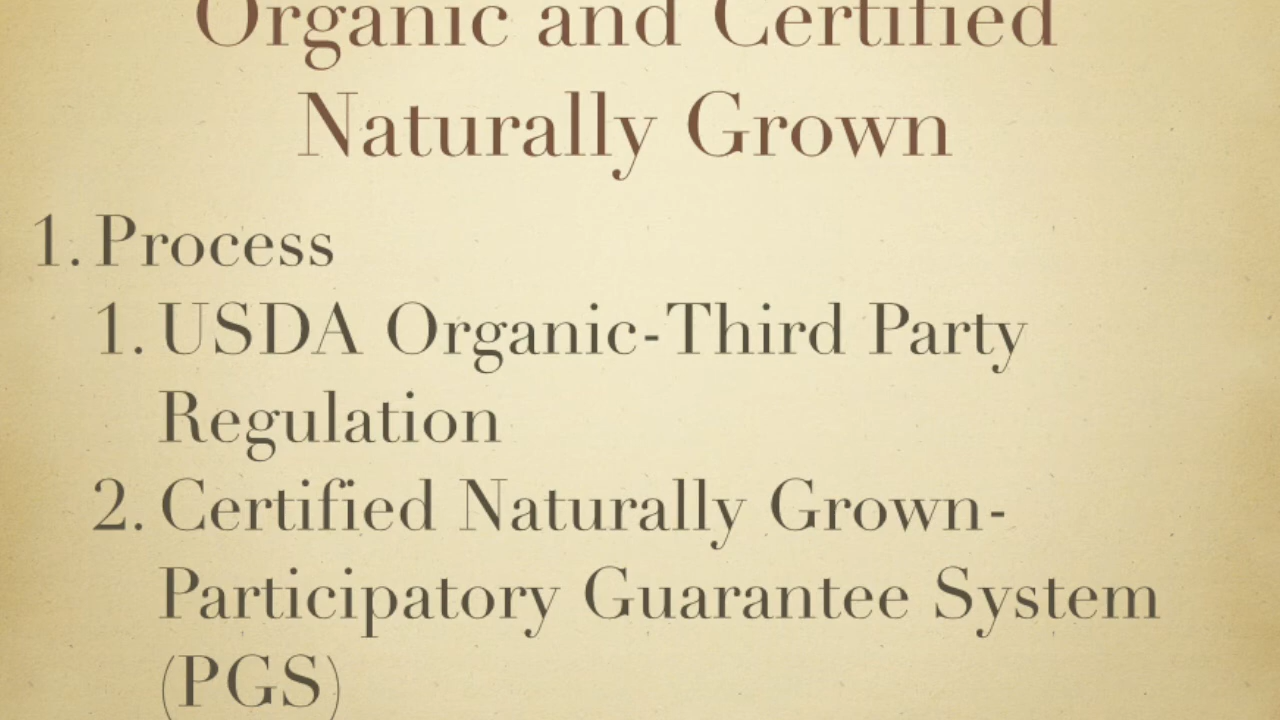 Organic and Certified
Naturally Grown
1. Process
1. USDA Organic-Third Party
Regulation
2. Certified Naturally Grown-
Participatory Guarantee System
(PGS)